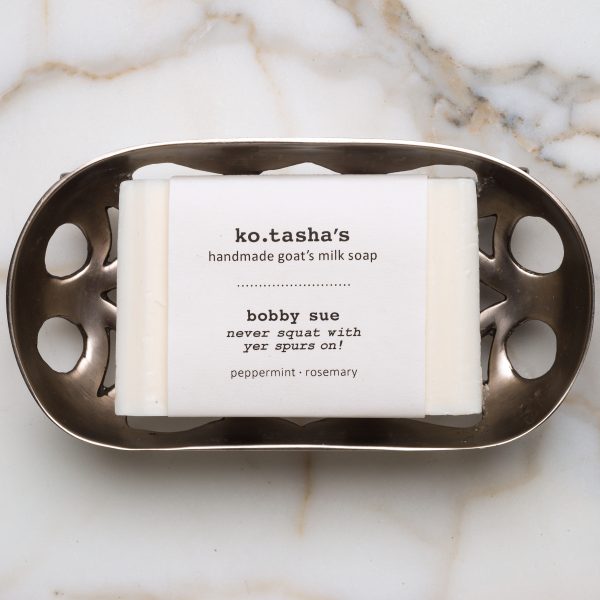 ko.tasha's
handmade goat's milk soap
bobby sue
never squat with
yer spurs on!
peppermint · rosemary